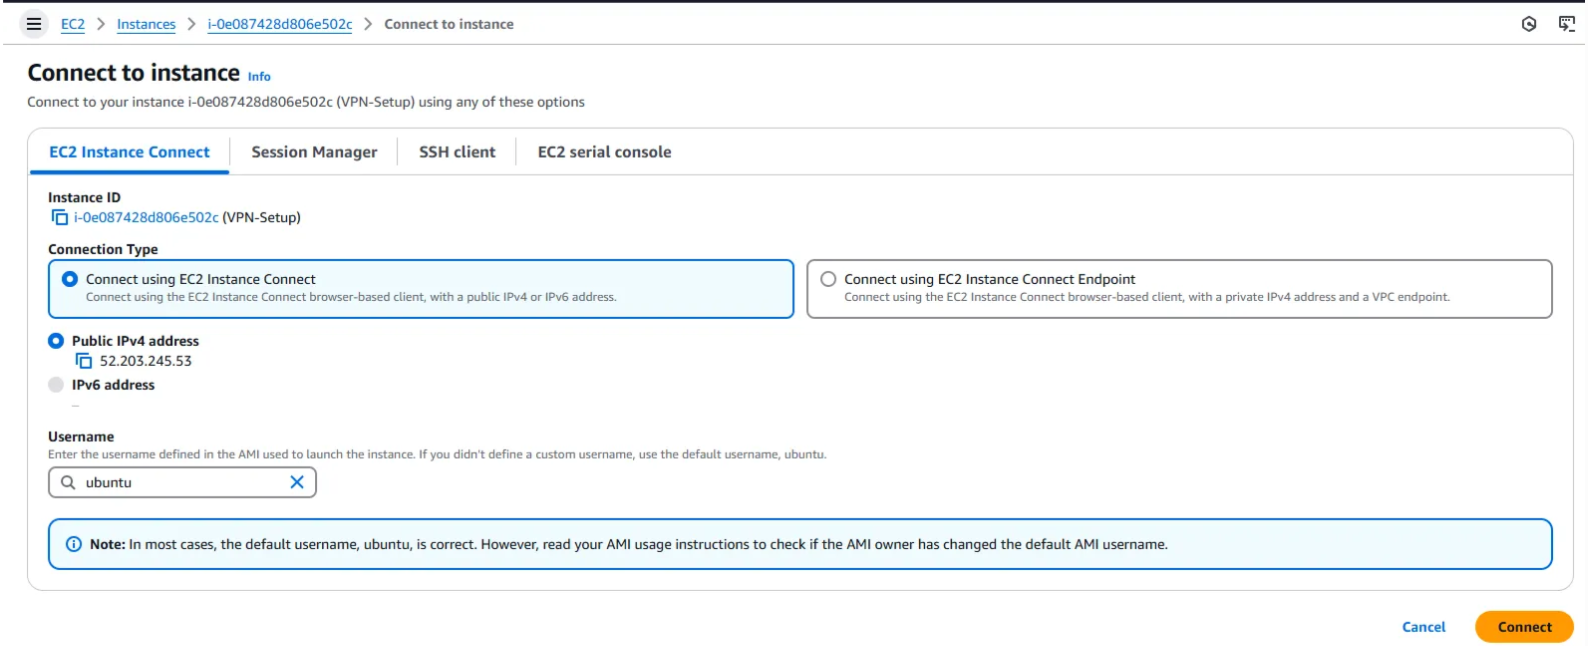 EC2 > Instances > i-0e087428d806e502c > Connect to instance
Connect to instance Info
Connect to your instance i-0e087428d806e502c (VPN-Setup) using any of these options
EC2 Instance Connect Session Manager SSH client EC2 serial console
Instance ID
i-0e087428d806e502c (VPN-Setup)
Connection Type
Connect using EC2 Instance Connect
Connect using the EC2 Instance Connect browser-based client, with a public IPv4 or IPv6 address.
Connect using EC2 Instance Connect Endpoint
Connect using the EC2 Instance Connect browser-based client, with a private IPv4 address and a VPC endpoint.
Public IPv4 address
52.203.245.53
IPv6 address
–
Username
Enter the username defined in the AMI used to launch the instance. If you didn't define a custom username, use the default username, ubuntu.
ubuntu
Note: In most cases, the default username, ubuntu, is correct. However, read your AMI usage instructions to check if the AMI owner has changed the default AMI username.
Cancel Connect